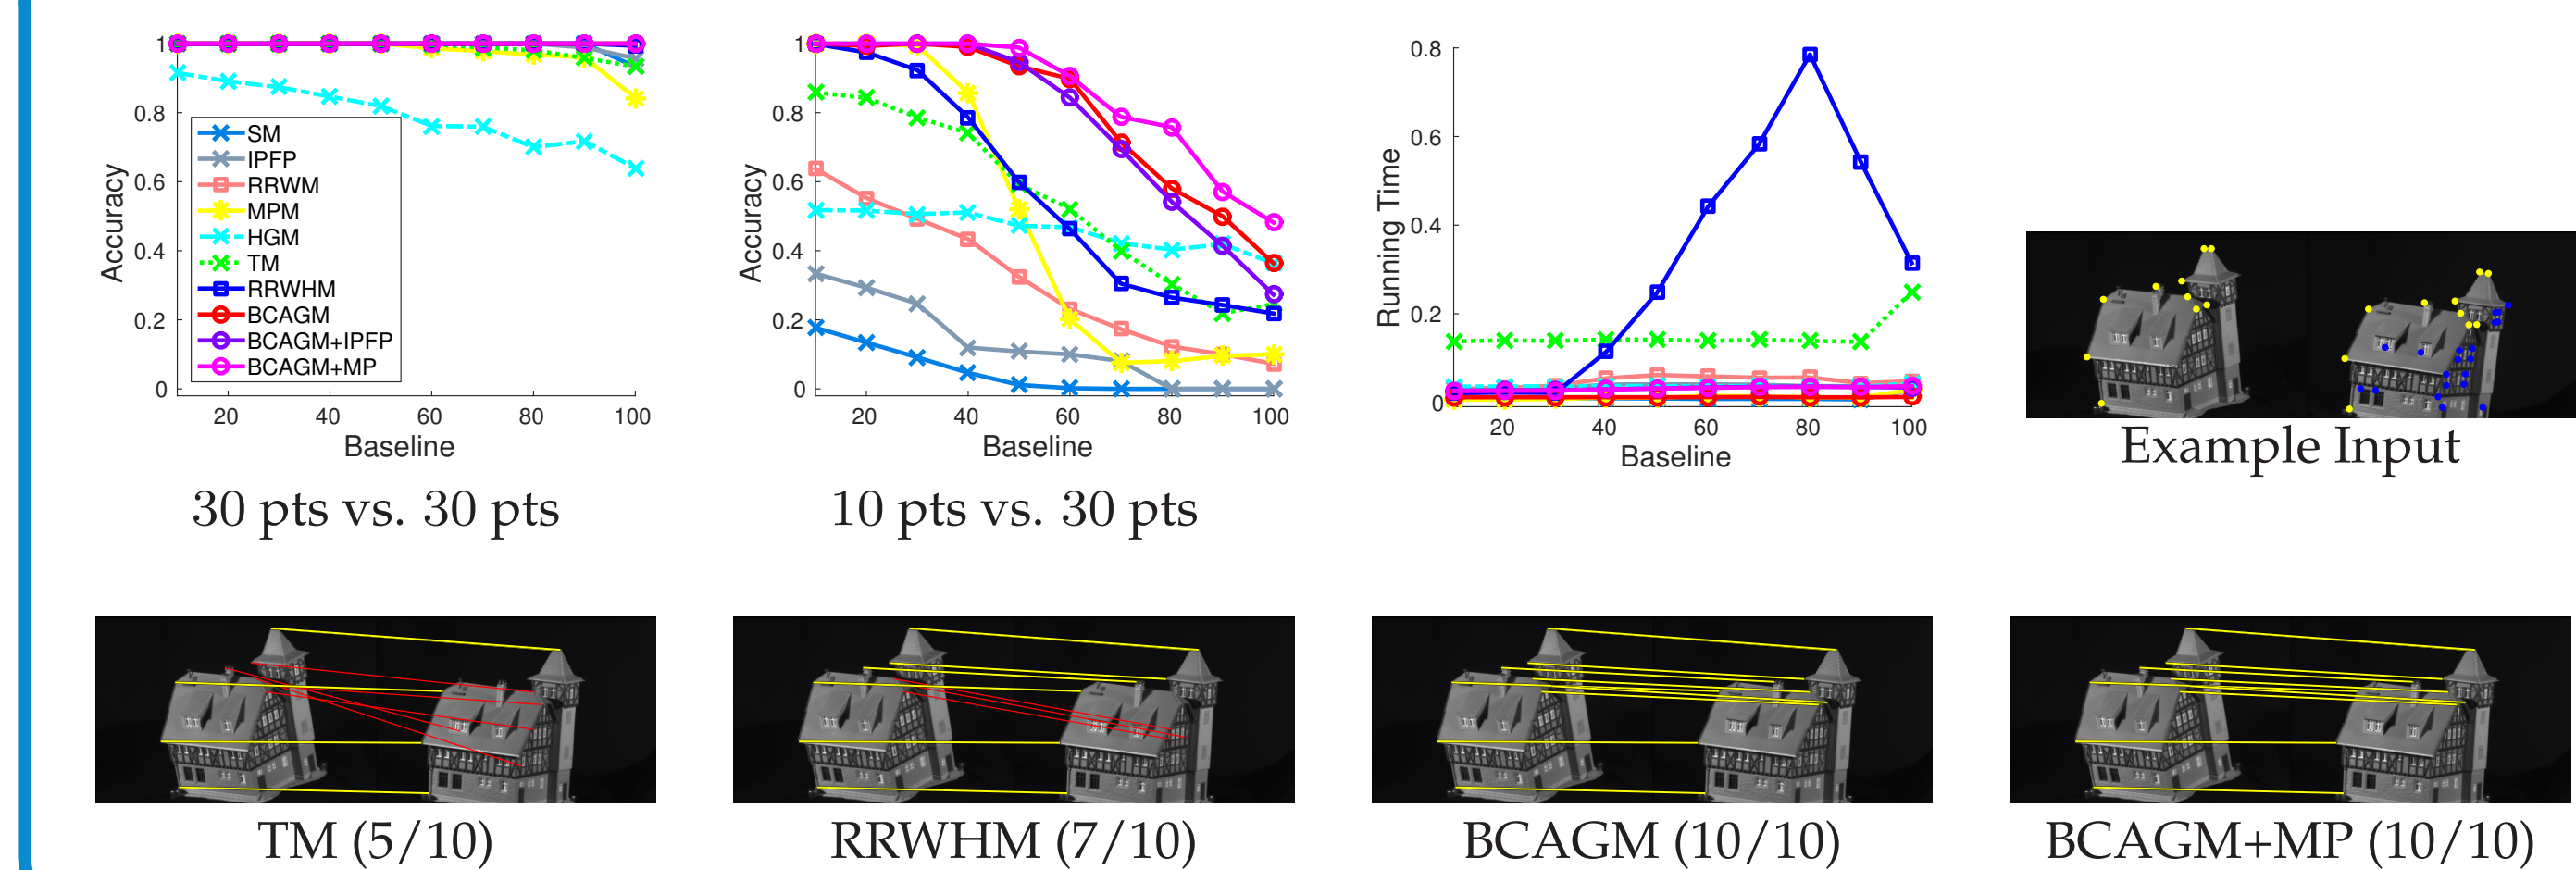 1
0.8
0.6
0.4
0.2
0
20 40 60 80 100
Accuracy
Baseline
SM
IPFP
RRWM
MPM
HGM
TM
RRWHM
BCAGM
BCAGM+IPFP
BCAGM+MP
30 pts vs. 30 pts
1
0.8
0.6
0.4
0.2
0
20 40 60 80 100
Accuracy
Baseline
10 pts vs. 30 pts
0.8
0.6
0.4
0.2
0
20 40 60 80 100
Running Time
Baseline
Example Input
TM (5/10)
RRWHM (7/10)
BCAGM (10/10)
BCAGM+MP (10/10)